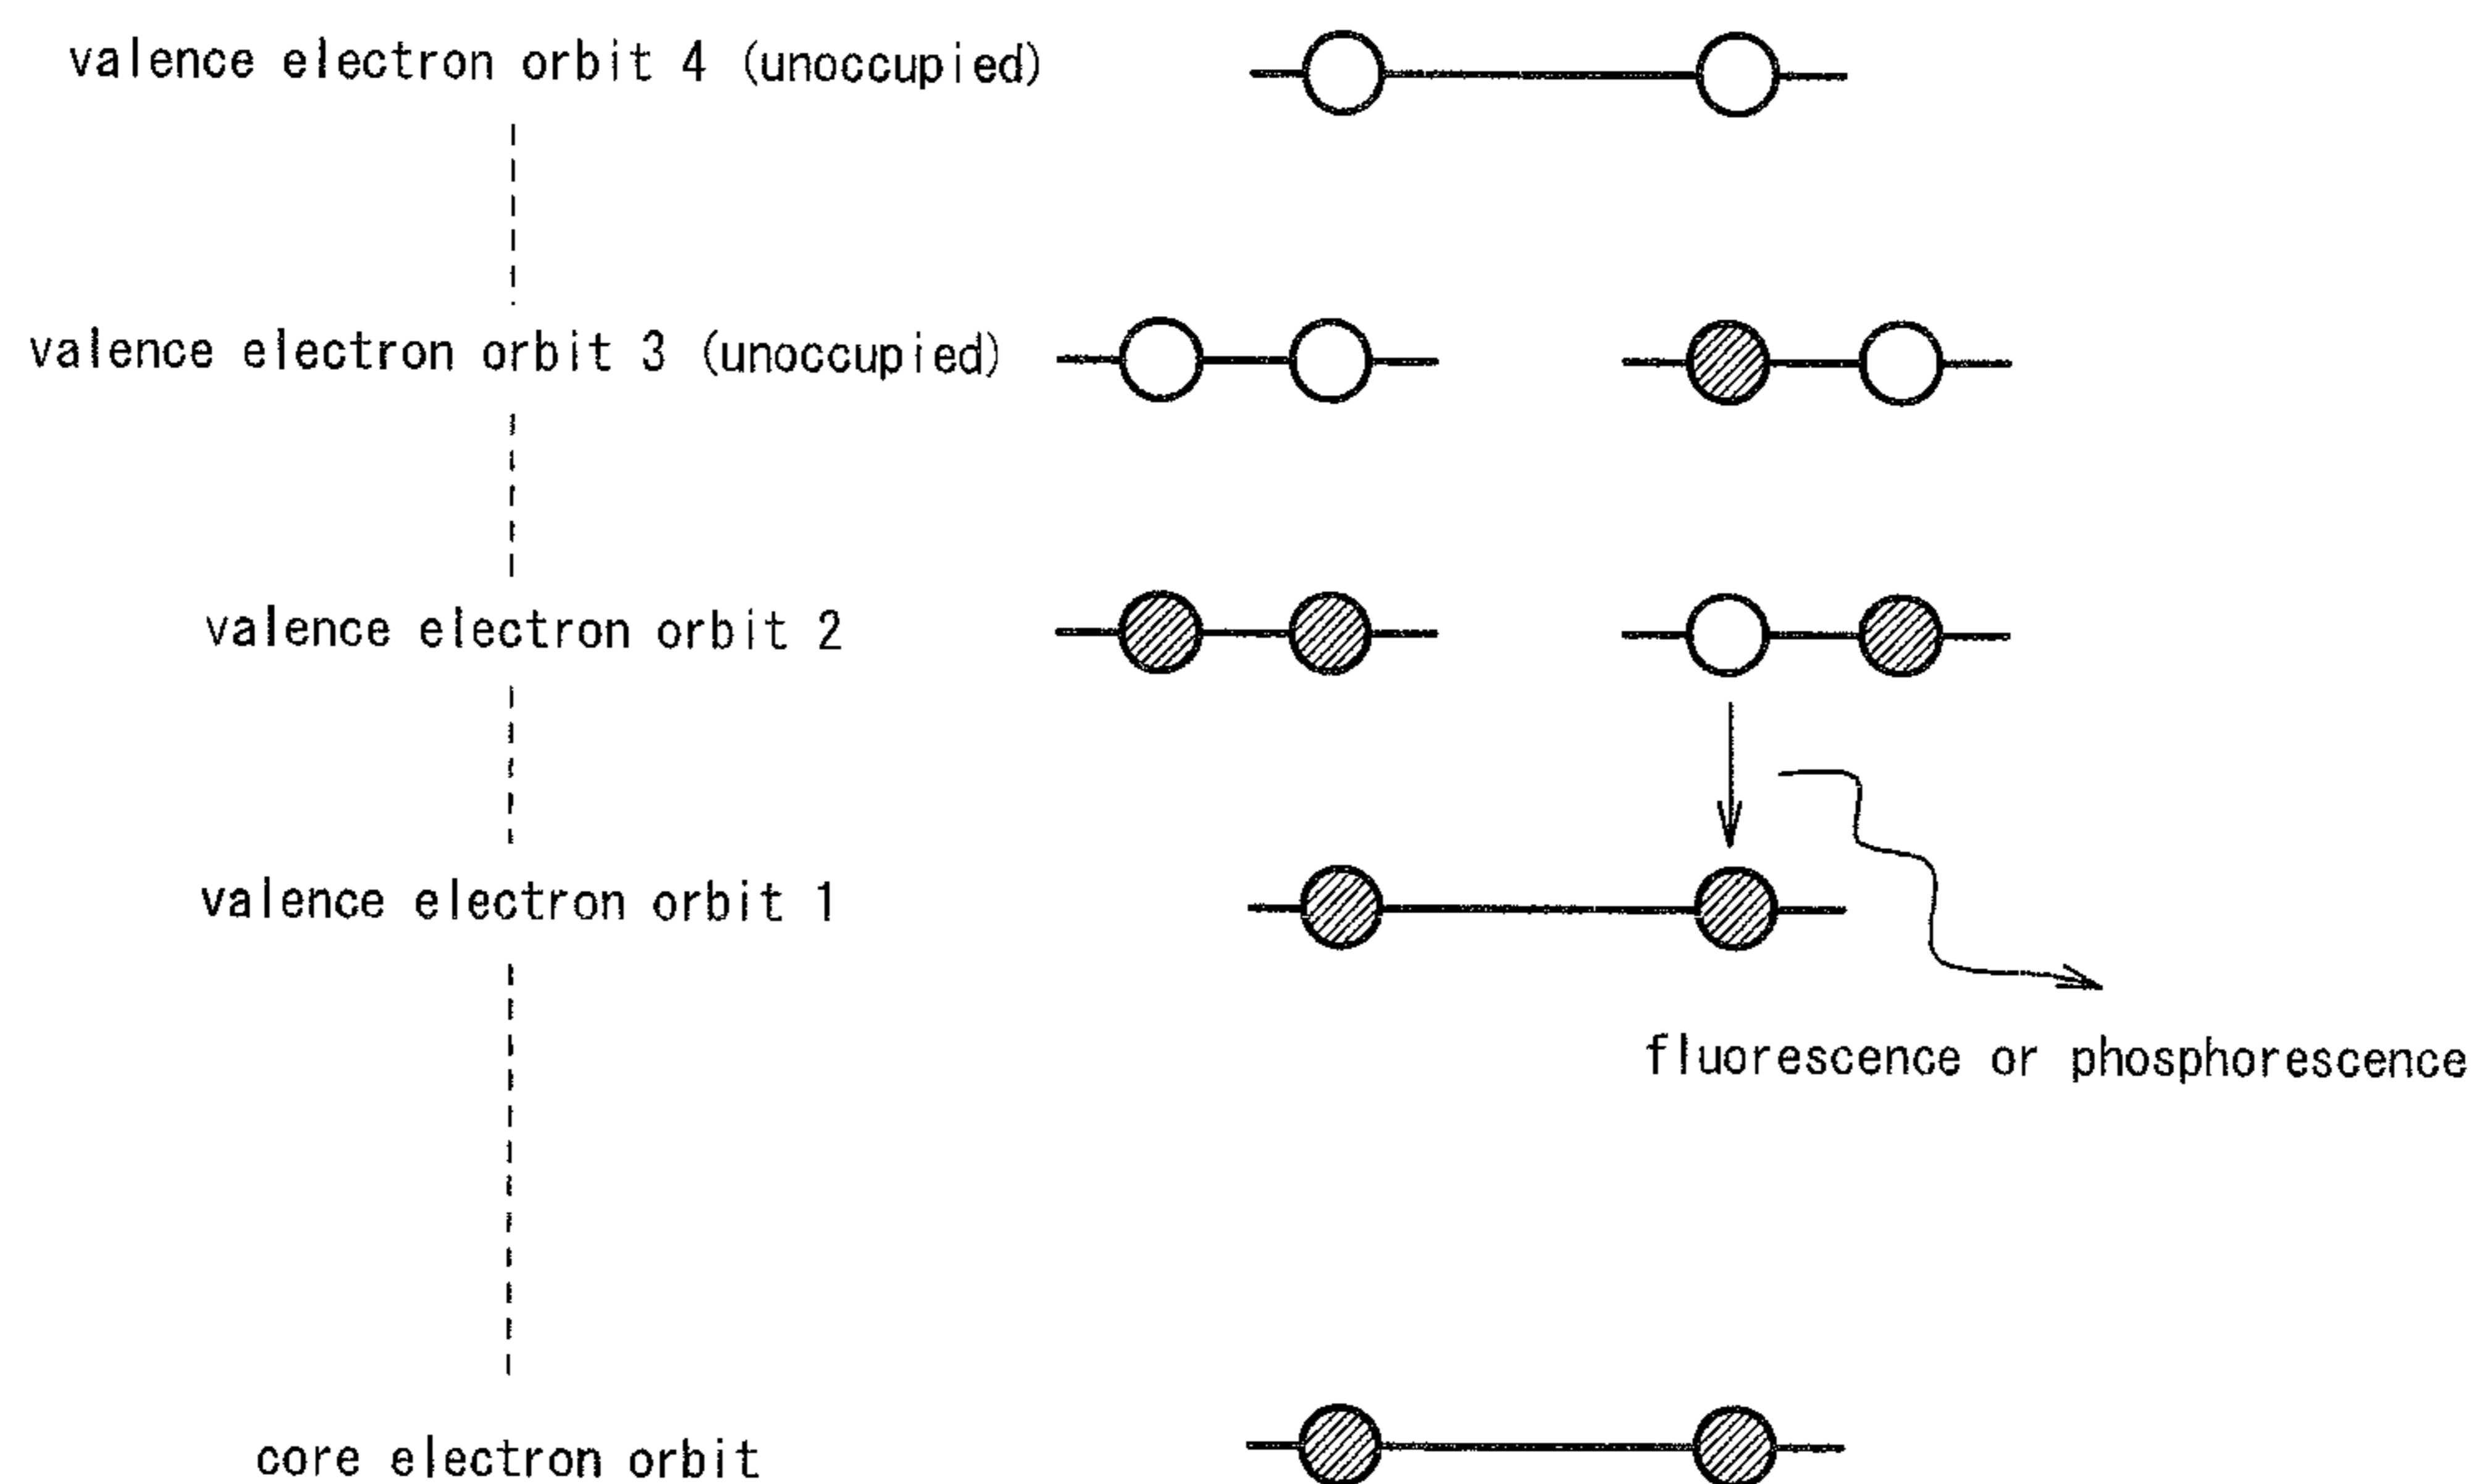 valence electron orbit 4 (unoccupied)
valence electron orbit 3 (unoccupied)
valence electron orbit 2
valence electron orbit 1
fluorescence or phosphorescence
core electron orbit